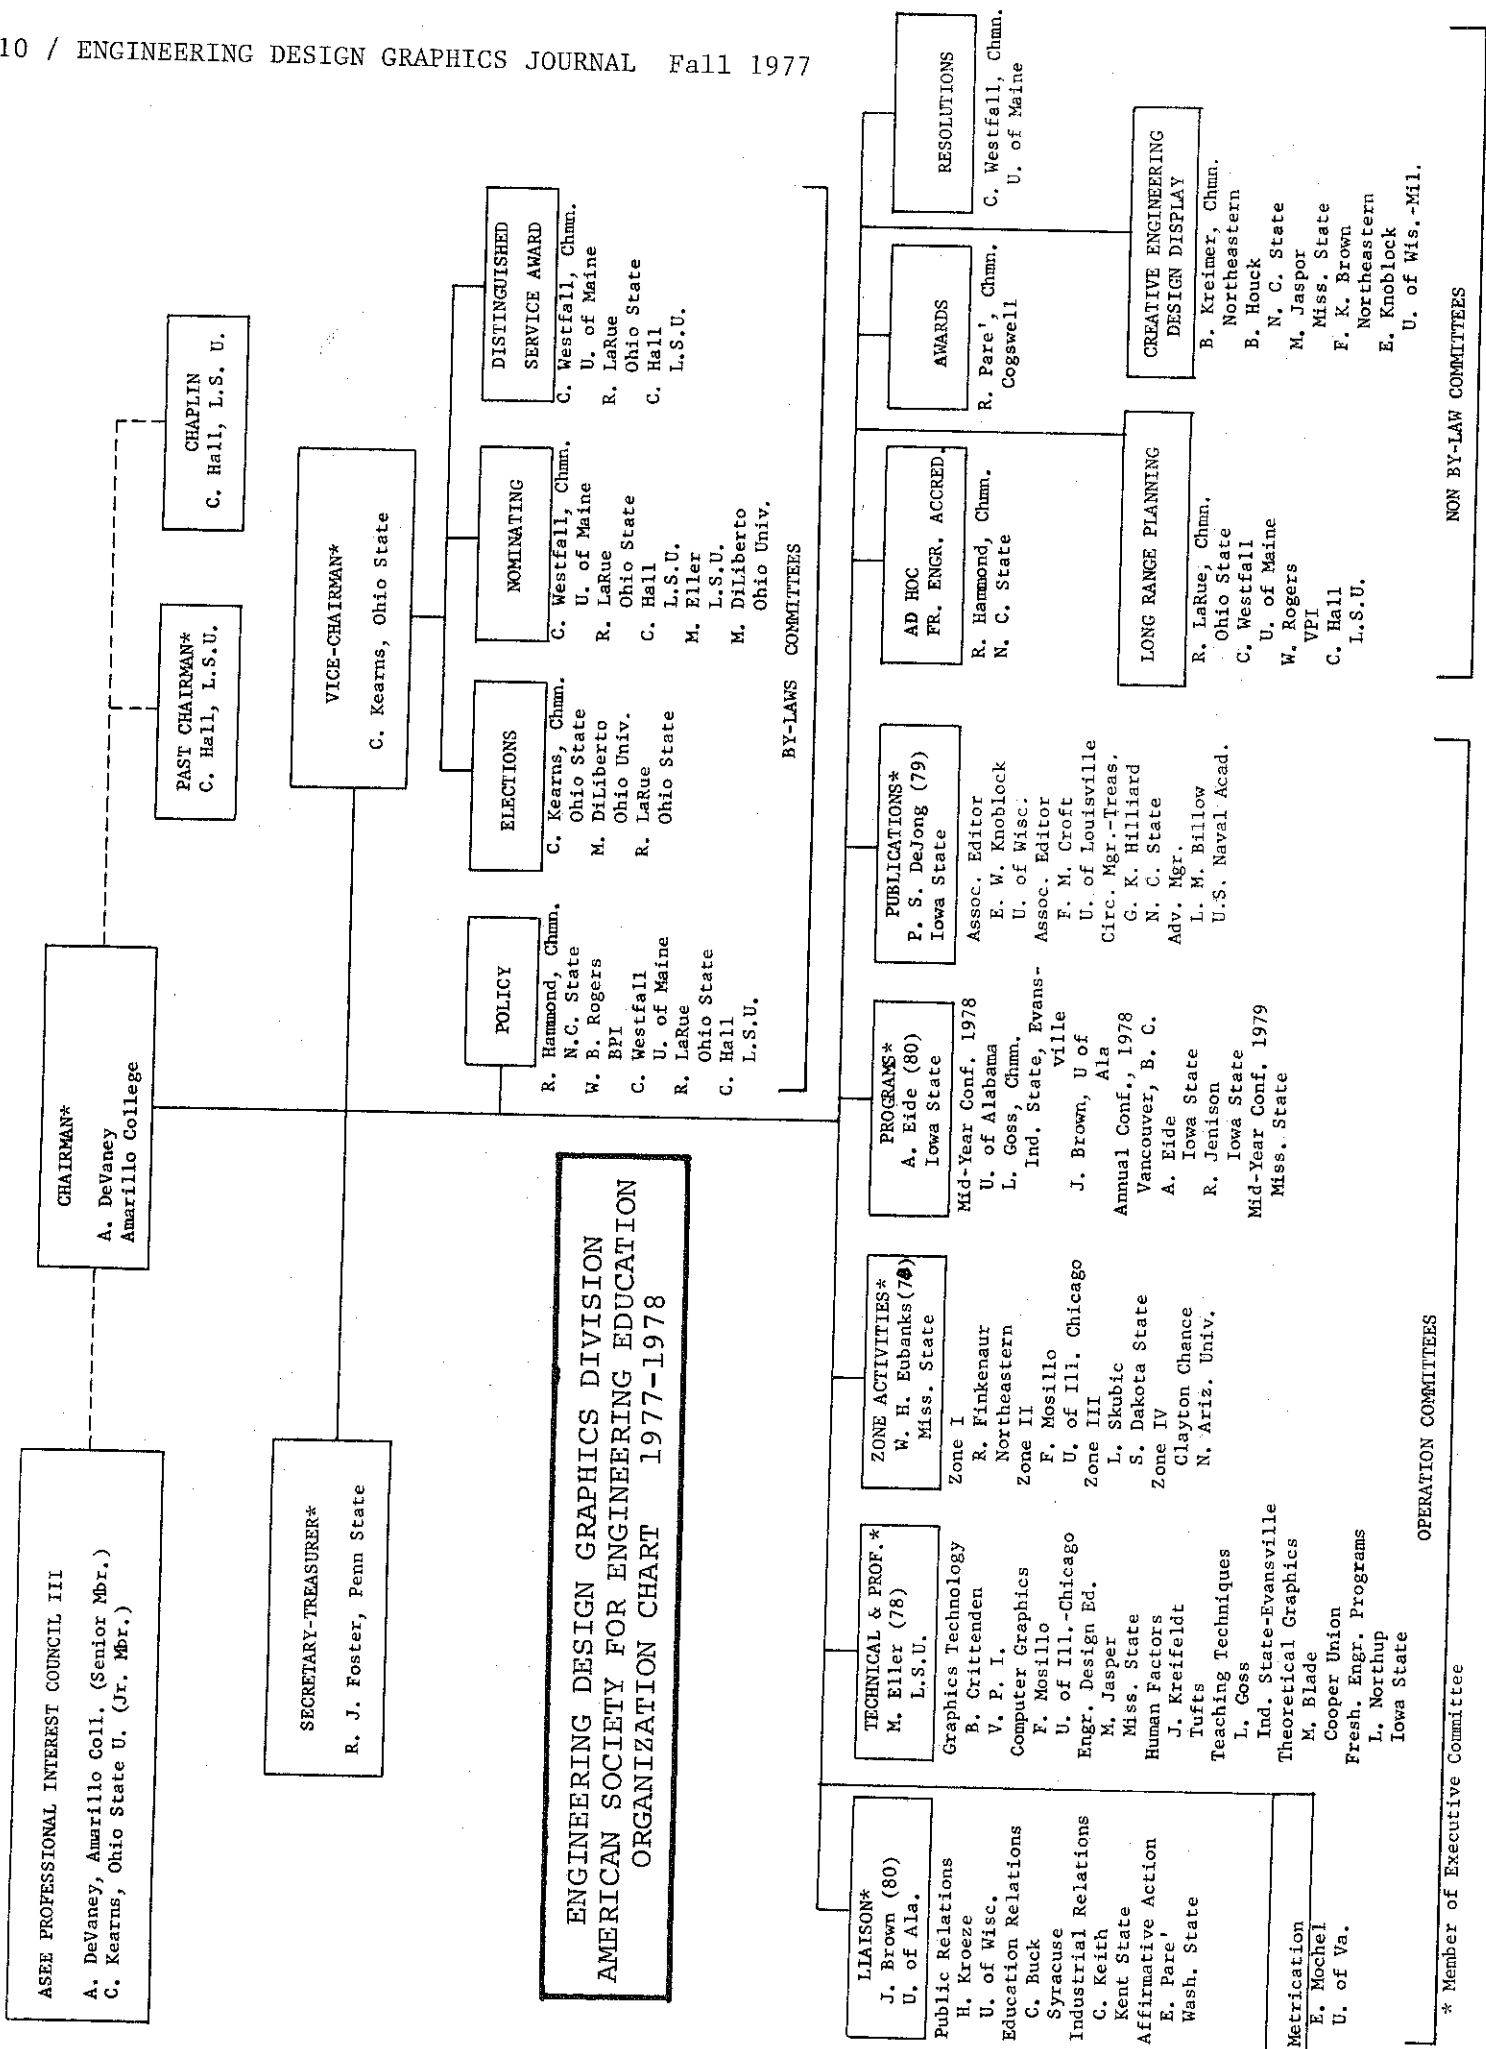 10 / ENGINEERING DESIGN GRAPHICS JOURNAL Fall 1977
ASEE PROFESSIONAL INTEREST COUNCIL III
A. DeVaney, Amarillo Coll. (Senior Mbr.)
C. Kearns, Ohio State U. (Jr. Mbr.)
CHAIRMAN*
A. DeVaney
Amarillo College
PAST CHAIRMAN*
C. Hall, L.S.U.
CHAPLIN
C. Hall, L.S. U.
SECRETARY-TREASURER*
R. J. Foster, Penn State
VICE-CHAIRMAN*
C. Kearns, Ohio State
ENGINEERING DESIGN GRAPHICS DIVISION
AMERICAN SOCIETY FOR ENGINEERING EDUCATION
ORGANIZATION CHART 1977-1978
POLICY
R. Hammond, Chmn.
N.C. State
W. B. Rogers
BPI
C. Westfall
U. of Maine
R. LaRue
Ohio State
C. Hall
L.S.U.
ELECTIONS
C. Kearns, Chmn.
Ohio State
M. DiLiberto
Ohio Univ.
R. LaRue
Ohio State
NOMINATING
C. Westfall, Chmn.
U. of Maine
R. LaRue
Ohio State
C. Hall
L.S.U.
M. Eller
L.S.U.
M. DiLiberto
Ohio Univ.
DISTINGUISHED
SERVICE AWARD
C. Westfall, Chmn.
U. of Maine
R. LaRue
Ohio State
C. Hall
L.S.U.
BY-LAWS COMMITTEES
LIAISON*
J. Brown (80)
U. of Ala.
Public Relations
H. Kroeze
U. of Wisc.
Education Relations
C. Buck
Syracuse
Industrial Relations
C. Keith
Kent State
Affirmative Action
E. Pare'
Wash. State
Metrication
E. Mochel
U. of Va.
TECHNICAL & PROF.*
M. Eller (78)
L.S.U.
Graphics Technology
B. Crittenden
V. P. I.
Computer Graphics
F. Mosillo
U. of Ill.-Chicago
Engr. Design Ed.
M. Jasper
Miss. State
Human Factors
J. Kreifeldt
Tufts
Teaching Techniques
L. Goss
Ind. State-Evansville
Theoretical Graphics
M. Blade
Cooper Union
Fresh. Engr. Programs
L. Northup
Iowa State
ZONE ACTIVITIES*
W. H. Eubanks
Miss. State
Zone I
R. Finkenaur
Northeastern
Zone II
F. Mosillo
U. of Ill. Chicago
Zone III
L. Skubic
S. Dakota State
Zone IV
Clayton Chance
N. Ariz. Univ.
PROGRAMS*
A. Eide (80)
Iowa State
Mid-Year Conf. 1978
U. of Alabama
L. Goss, Chmn.
Ind. State, Evans-
ville
J. Brown, U of
Ala
Annual Conf., 1978
Vancouver, B. C.
A. Eide
Iowa State
R. Jenison
Iowa State
Mid-Year Conf. 1979
Miss. State
PUBLICATIONS*
P. S. DeJong (79)
Iowa State
Assoc. Editor
E. W. Knoblock
U. of Wisc.
Assoc. Editor
F. M. Croft
U. of Louisville
Circ. Mgr.-Treas.
G. K. Hilliard
N. C. State
Adv. Mgr.
L. M. Billow
U.S. Naval Acad.
OPERATION COMMITTEES
AD HOC
FR. ENGR. ACCRED.
R. Hammond, Chmn.
N. C. State
AWARDS
R. Pare', Chmn.
Cogswell
RESOLUTIONS
C. Westfall, Chmn.
U. of Maine
LONG RANGE PLANNING
R. LaRue, Chmn.
Ohio State
C. Westfall
U. of Maine
W. Rogers
VPI
C. Hall
L.S.U.
CREATIVE ENGINEERING
DESIGN DISPLAY
B. Kreimer, Chmn.
Northeastern
B. Houck
N. C. State
M. Jaspor
Miss. State
F. K. Brown
Northeastern
E. Knoblock
U. of Wis.-Mil.
NON BY-LAW COMMITTEES
* Member of Executive Committee